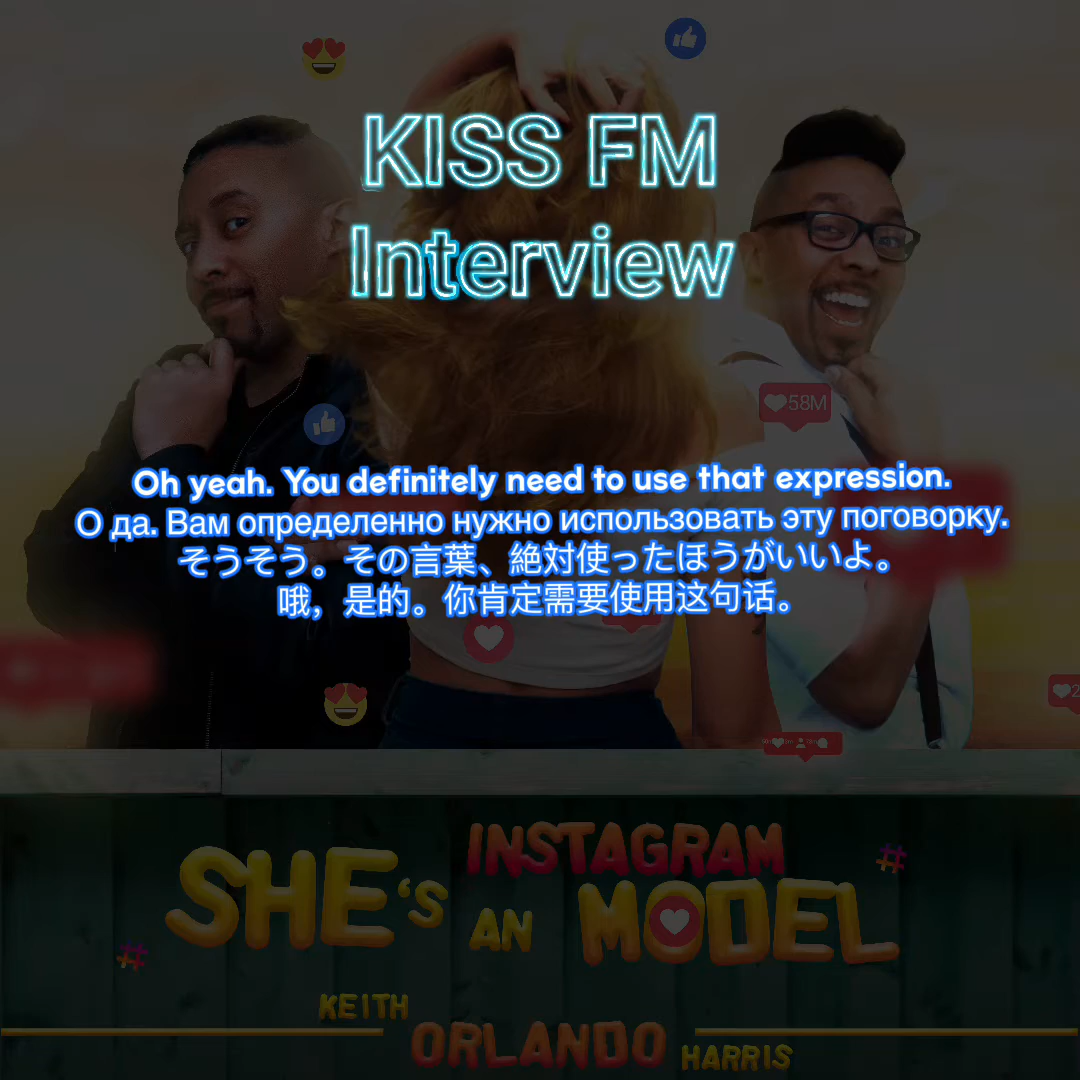 KISS FM
Interview
58M
Oh yeah. You definitely need to use that expression.
О да. Вам определенно нужно использовать эту поговорку.
そうそう。その言葉、絶対使ったほうがいいよ。
哦，是的。你肯定需要使用这句话。
INSTAGRAM
SHE's AN MODEL
#
#
KEITH
ORLANDO
HARRIS